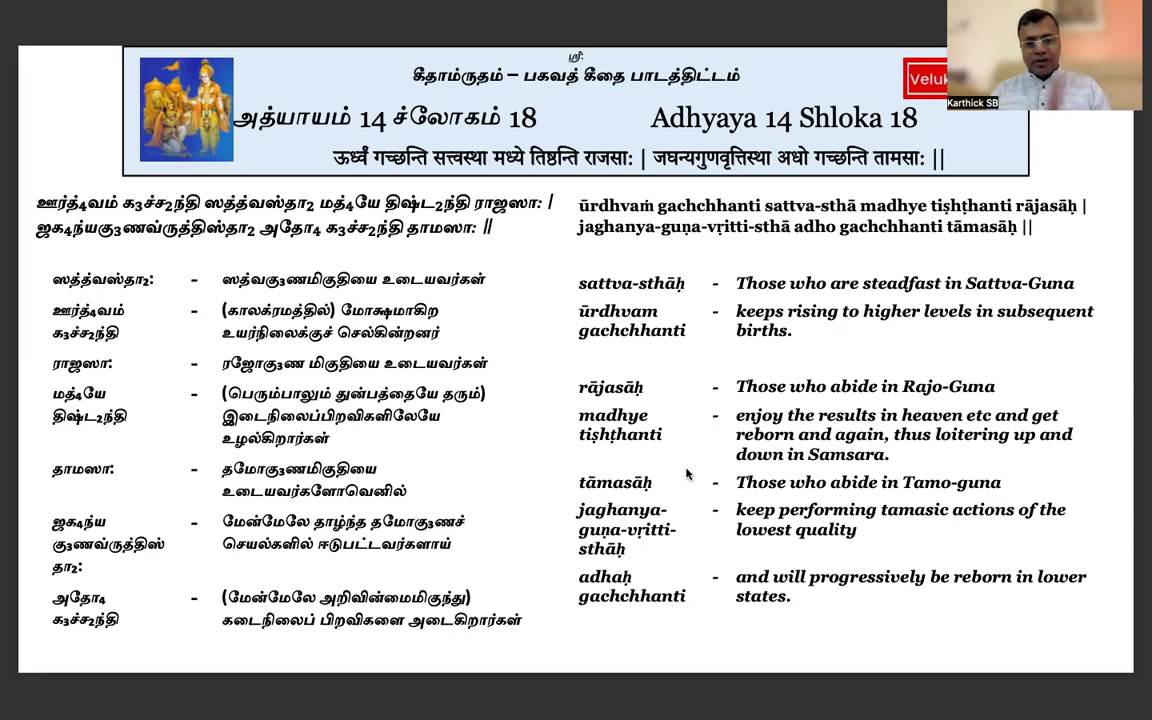 ஸ்ரீ:
கீதாம்ருதம் – பகவத் கீதை பாடத்திட்டம்
Veluk
Karthick SB
அத்யாயம் 14 ச்லோகம் 18
Adhyaya 14 Shloka 18
ऊर्ध्वं गच्छन्ति सत्त्वस्था मध्ये तिष्ठन्ति राजसा: | जघन्यगुणवृत्तिस्था अधो गच्छन्ति तामसा: ||
ஊர்த்₄வம் க₃ச்ச₂ந்தி ஸத்த்வஸ்தா₂ மத்₄யே திஷ்ட₂ந்தி ராஜஸா: |
ஜக₄ந்யகு₃ணவ்ருத்திஸ்தா₂ அதோ₄ க₃ச்ச₂ந்தி தாமஸா: ||
ஸத்த்வஸ்தா₂: - ஸத்வகு₃ணமிகுதியை உடையவர்கள்
ஊர்த்₄வம் - (காலக்ரமத்தில்) மோக்ஷமாகிற
க₃ச்ச₂ந்தி உயர்நிலைக்குச் செல்கின்றனர்
ராஜஸா: - ரஜோகு₃ண மிகுதியை உடையவர்கள்
மத்₄யே - (பெரும்பாலும் துன்பத்தையே தரும்)
திஷ்ட₂ந்தி இடைநிலைப்பிறவிகளிலேயே
உழல்கிறார்கள்
தாமஸா: - தமோகு₃ணமிகுதியை
உடையவர்களோவெனில்
ஜக₄ந்ய - மேன்மேலே தாழ்ந்த தமோகு₃ணச்
கு₃ணவ்ருத்திஸ் செயல்களில் ஈடுபட்டவர்களாய்
தா₂:
அதோ₄ - (மேன்மேலே அறிவின்மைமிகுந்து)
க₃ச்ச₂ந்தி கடைநிலைப் பிறவிகளை அடைகிறார்கள்
ūrdhvaṁ gachchhanti sattva-sthā madhye tiṣhṭhanti rājasāḥ |
jaghanya-guṇa-vṛitti-sthā adho gachchhanti tāmasāḥ ||
sattva-sthāḥ - Those who are steadfast in Sattva-Guna
ūrdhvam - keeps rising to higher levels in subsequent
gachchhanti births.
rājasāḥ - Those who abide in Rajo-Guna
madhye - enjoy the results in heaven etc and get
tiṣhṭhanti reborn and again, thus loitering up and
down in Samsara.
tāmasāḥ - Those who abide in Tamo-guna
jaghanya- - keep performing tamasic actions of the
guṇa-vṛitti- lowest quality
sthāḥ
adhaḥ - and will progressively be reborn in lower
gachchhanti states.